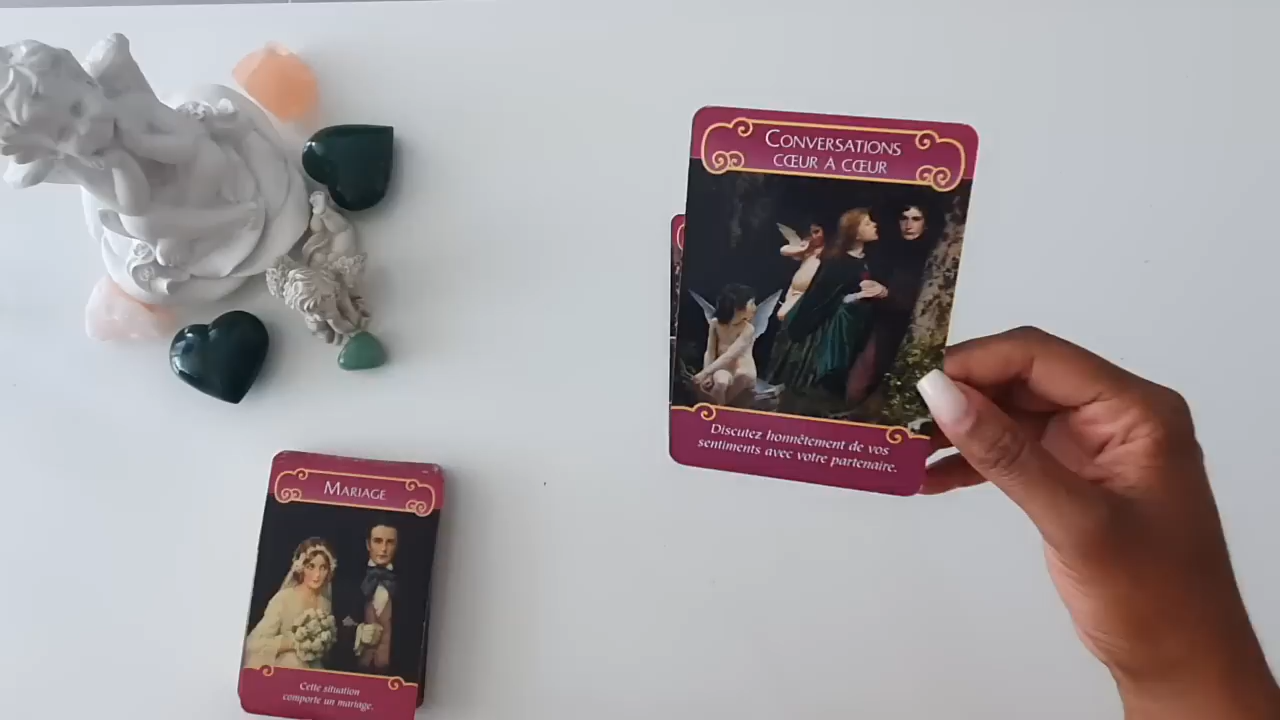 CONVERSATIONS
CŒUR A CŒUR
Discutez honnêtement de vos
sentiments avec votre partenaire.
MARIAGE
Cette situation
comporte un mariage.